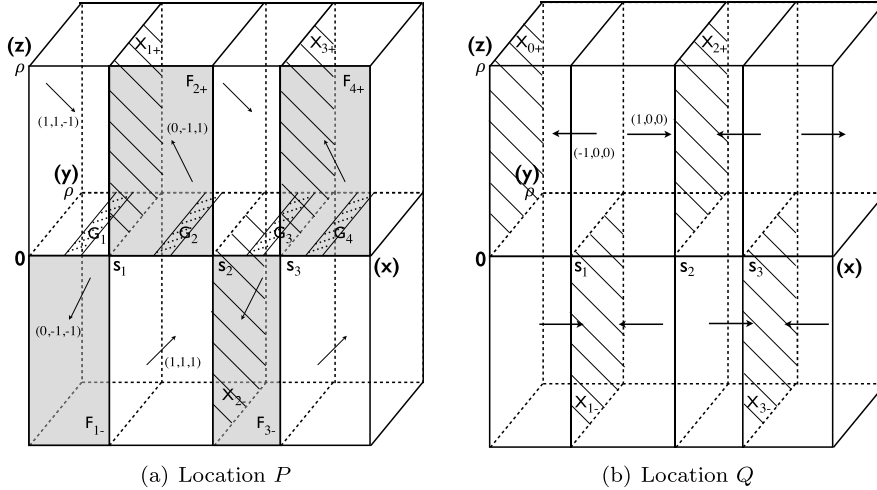 (z)
ρ
X1+
X3+
F2+
F4+
(1,1,-1)
(0,-1,1)
(y)
ρ
G1
G2
G3
G4
0
s1
s2
s3
(x)
(0,-1,-1)
(1,1,1)
X2-
F1-
F3-
(a) Location P
(z)
ρ
X0+
X2+
(1,0,0)
(-1,0,0)
(y)
ρ
0
s1
s2
s3
(x)
X1-
X3-
(b) Location Q